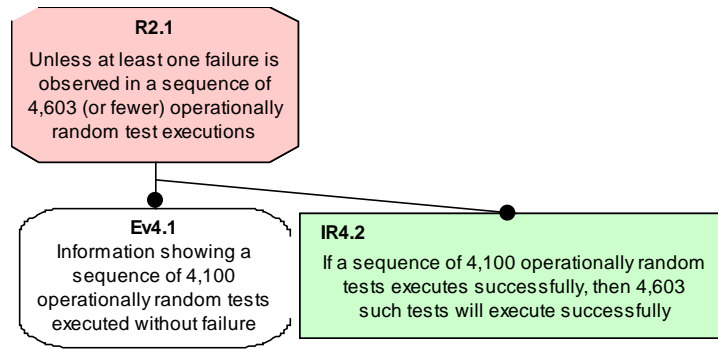 R2.1
Unless at least one failure is
observed in a sequence of
4,603 (or fewer) operationally
random test executions
Ev4.1
Information showing a
sequence of 4,100
operationally random tests
executed without failure
IR4.2
If a sequence of 4,100 operationally random
tests executes successfully, then 4,603
such tests will execute successfully